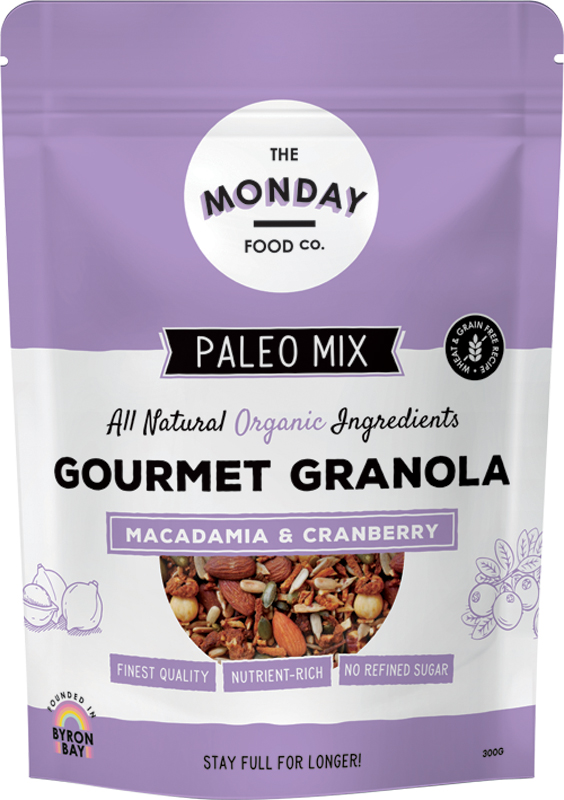 THE
MONDAY
FOOD CO.
PALEO MIX
WHEAT & GRAIN FREE RECIPE •
All Natural Organic Ingredients
GOURMET GRANOLA
MACADAMIA & CRANBERRY
FINEST QUALITY
NUTRIENT-RICH
NO REFINED SUGAR
FOUNDED IN
BYRON
BAY
STAY FULL FOR LONGER!
300G